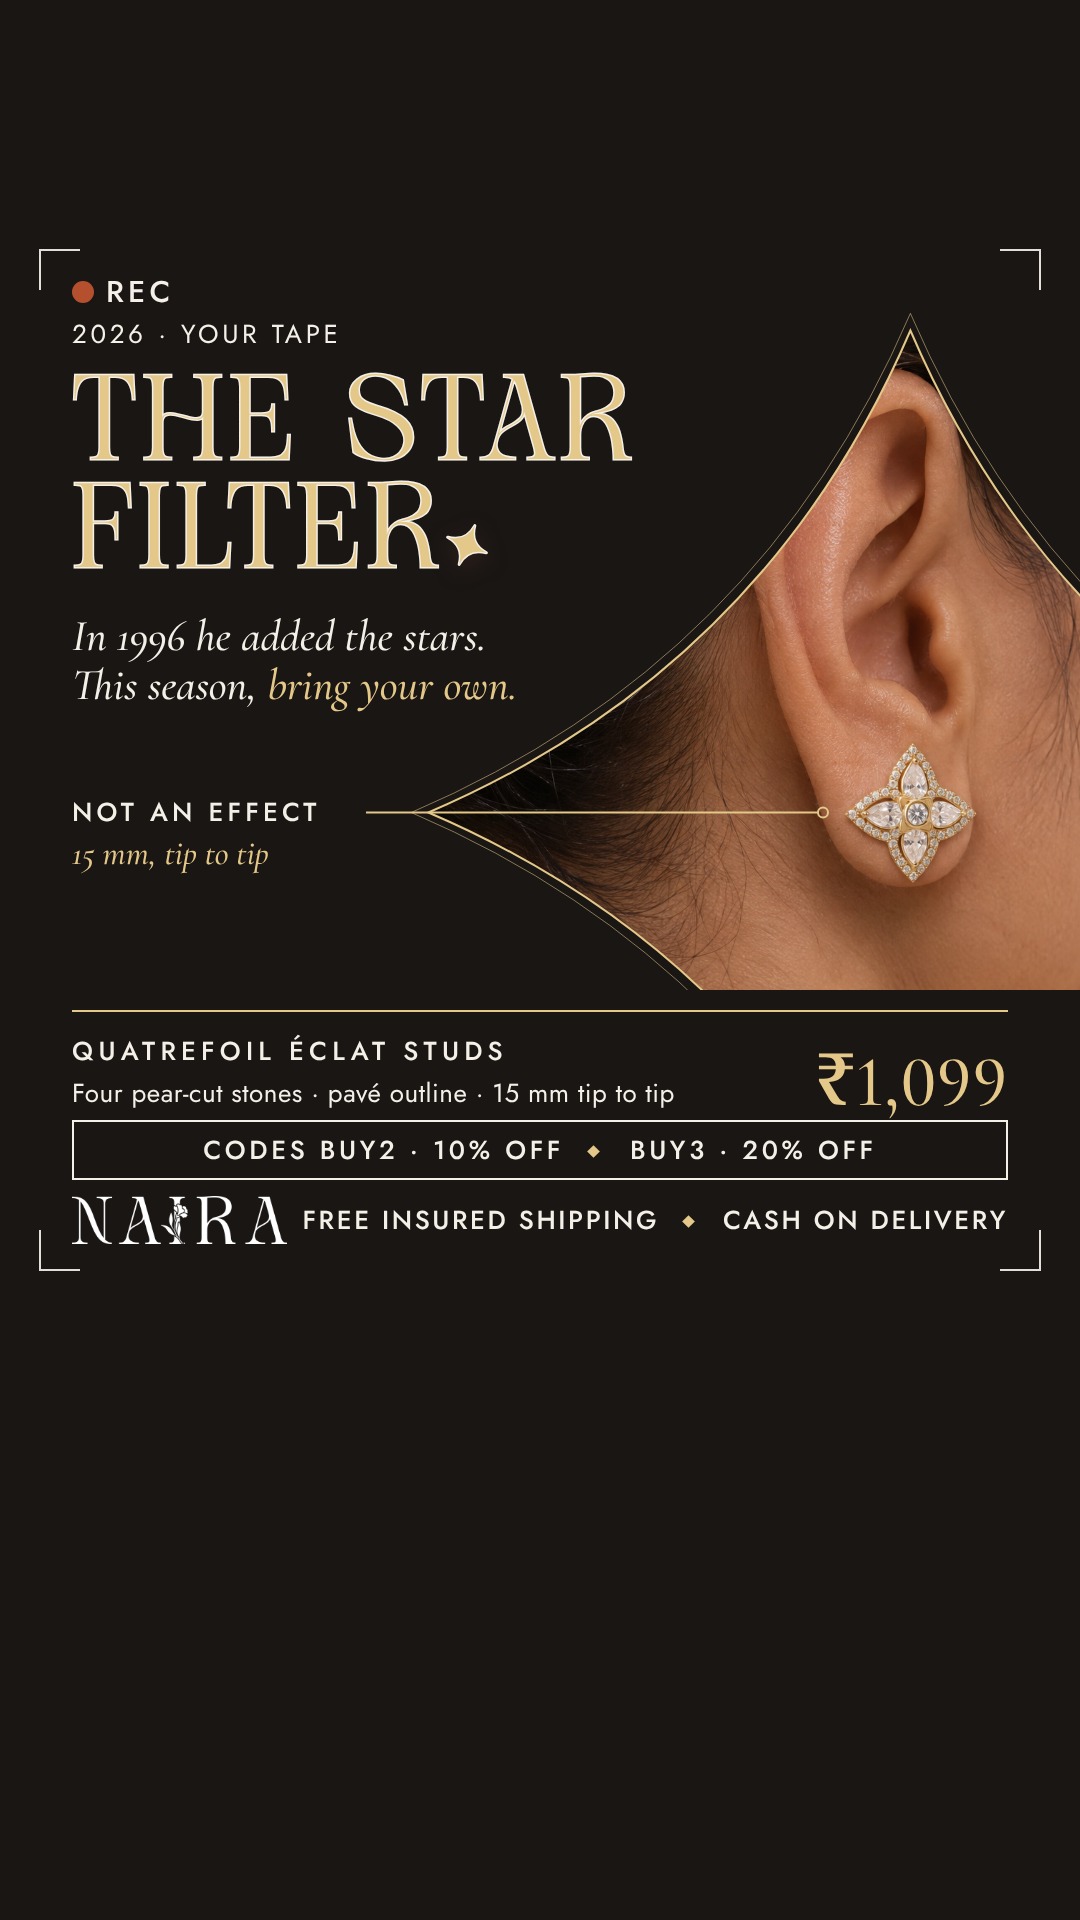 REC
2026 · YOUR TAPE
THE STAR
FILTER
In 1996 he added the stars.
This season, bring your own.
NOT AN EFFECT
15 mm, tip to tip
QUATREFOIL ÉCLAT STUDS
Four pear-cut stones · pavé outline · 15 mm tip to tip
₹1,099
CODES BUY2 · 10% OFF ◆ BUY3 · 20% OFF
NAIRA FREE INSURED SHIPPING ◆ CASH ON DELIVERY